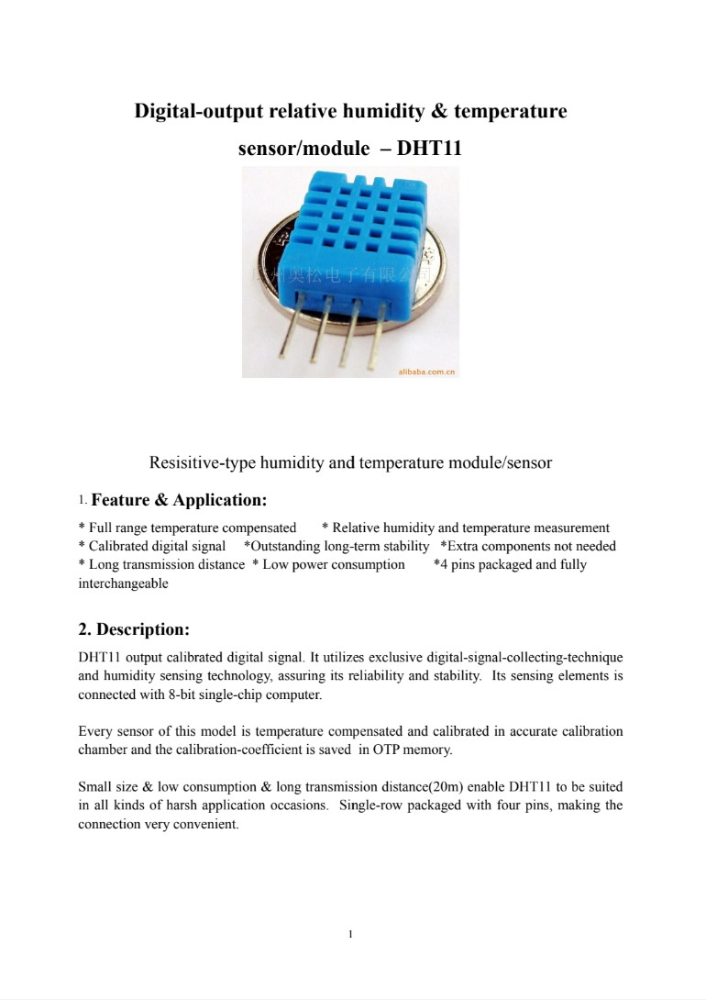 Digital-output relative humidity & temperature
sensor/module – DHT11
州奥松电子有限公司
alibaba.com.cn
Resisitive-type humidity and temperature module/sensor
1. Feature & Application:
* Full range temperature compensated * Relative humidity and temperature measurement
* Calibrated digital signal *Outstanding long-term stability *Extra components not needed
* Long transmission distance * Low power consumption *4 pins packaged and fully
interchangeable
2. Description:
DHT11 output calibrated digital signal. It utilizes exclusive digital-signal-collecting-technique
and humidity sensing technology, assuring its reliability and stability. Its sensing elements is
connected with 8-bit single-chip computer.
Every sensor of this model is temperature compensated and calibrated in accurate calibration
chamber and the calibration-coefficient is saved in OTP memory.
Small size & low consumption & long transmission distance(20m) enable DHT11 to be suited
in all kinds of harsh application occasions. Single-row packaged with four pins, making the
connection very convenient.
1